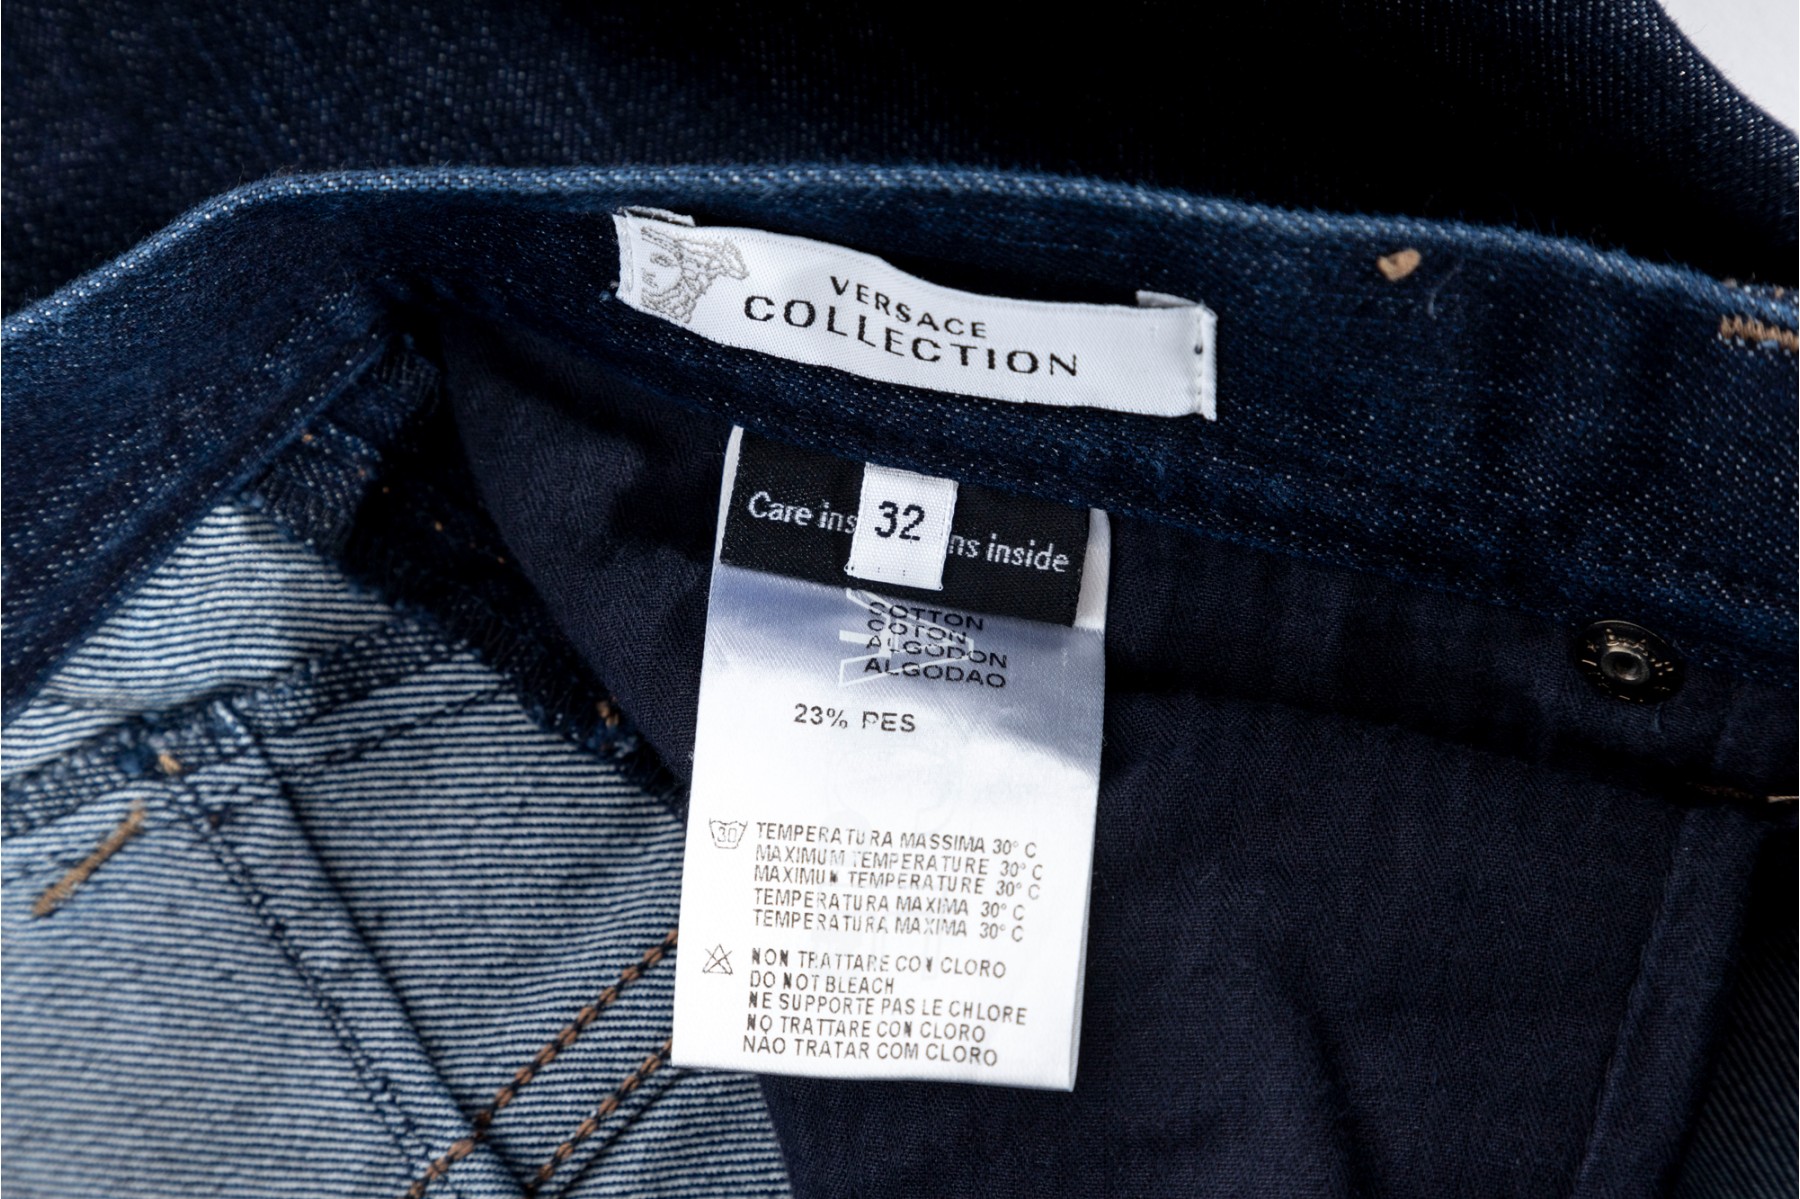 VERSACE
COLLECTION
Care ins
32
ns inside
COTTON
COTON
ALGODON
ALGODAO
23% PES
30 TEMPERATURA MASSIMA 30° C
MAXIMUM TEMPERATURE 30° C
MAXIMUM TEMPERATURE 30° C
TEMPERATURA MAXIMA 30° C
TEMPERATURA MAXIMA 30° C
NON TRATTARE CON CLORO
DO NOT BLEACH
NE SUPPORTE PAS LE CHLORE
NO TRATTARE CON CLORO
NÃO TRATAR COM CLORO